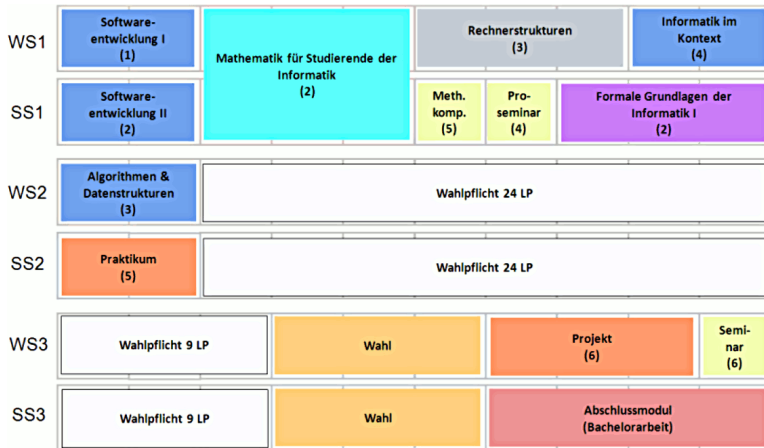 WS1
Software-
entwicklung I
(1)
Mathematik für Studierende der
Informatik
(2)
Rechnerstrukturen
(3)
Informatik im
Kontext
(4)
SS1
Software-
entwicklung II
(2)
Meth.
komp.
(5)
Pro-
seminar
(4)
Formale Grundlagen der
Informatik I
(2)
WS2
Algorithmen &
Datenstrukturen
(3)
Wahlpflicht 24 LP
SS2
Praktikum
(5)
Wahlpflicht 24 LP
WS3
Wahlpflicht 9 LP
Wahl
Projekt
(6)
Semi-
nar
(6)
SS3
Wahlpflicht 9 LP
Wahl
Abschlussmodul
(Bachelorarbeit)